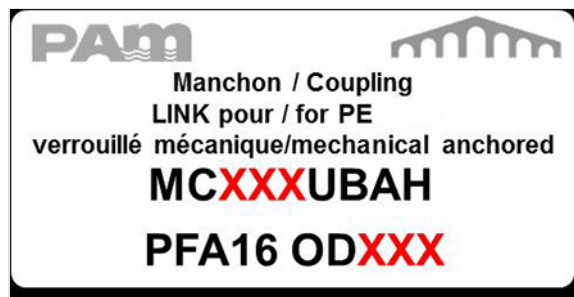 PAM
Manchon / Coupling
LINK pour / for PE
verrouillé mécanique/mechanical anchored
MCXXXUBAH
PFA16 ODXXX